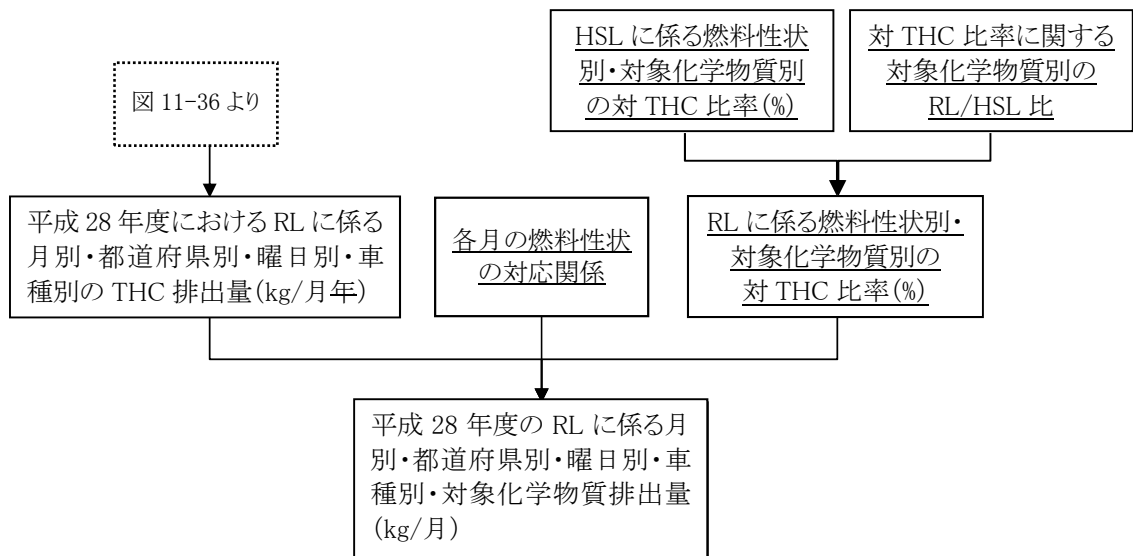 HSL に係る燃料性状
別・対象化学物質別
の対 THC 比率(%)
対 THC 比率に関する
対象化学物質別の
RL/HSL 比
図 11-36 より
平成 28 年度における RL に係る
月別・都道府県別・曜日別・車
種別の THC 排出量(kg/月年)
各月の燃料性状
の対応関係
RL に係る燃料性状別・
対象化学物質別の
対 THC 比率(%)
平成 28 年度の RL に係る月
別・都道府県別・曜日別・車
種別・対象化学物質排出量
(kg/月)